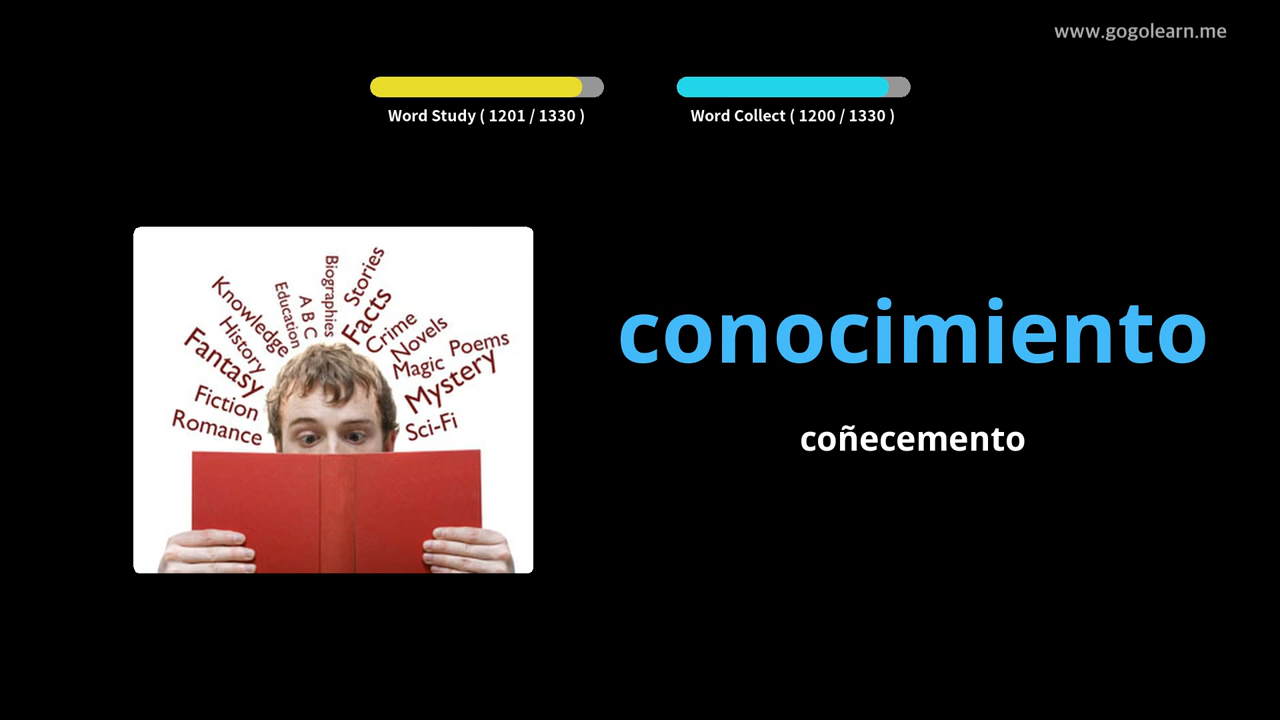 www.gogolearn.me
Word Study ( 1201 / 1330 )
Word Collect ( 1200 / 1330 )
Knowledge
Education
A B C
Biographies
Stories
Facts
Crime
Novels
Poems
Magic
Mystery
Sci-Fi
History
Fantasy
Fiction
Romance
conocimiento
coñecemento